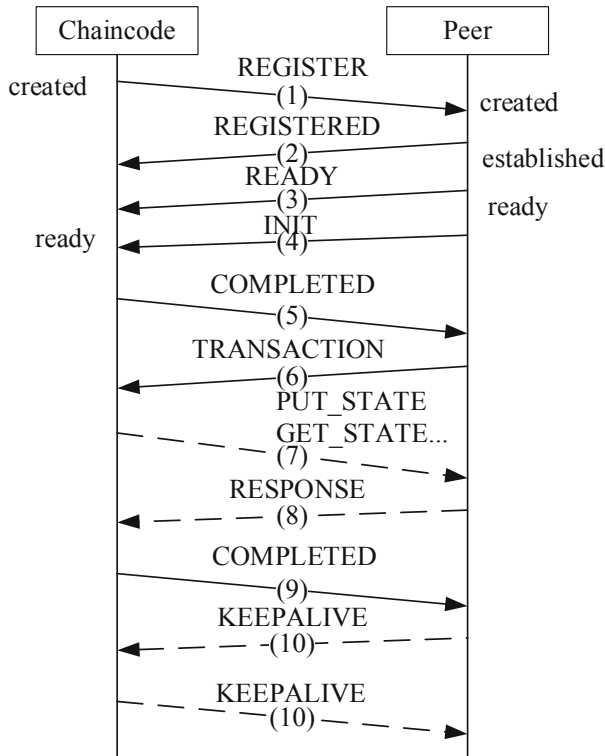 Chaincode
Peer
REGISTER
created
(1)
created
REGISTERED
(2)
established
READY
(3)
ready
INIT
ready
(4)
COMPLETED
(5)
TRANSACTION
(6)
PUT_STATE
GET_STATE...
(7)
RESPONSE
(8)
COMPLETED
(9)
KEEPALIVE
(10)
KEEPALIVE
(10)